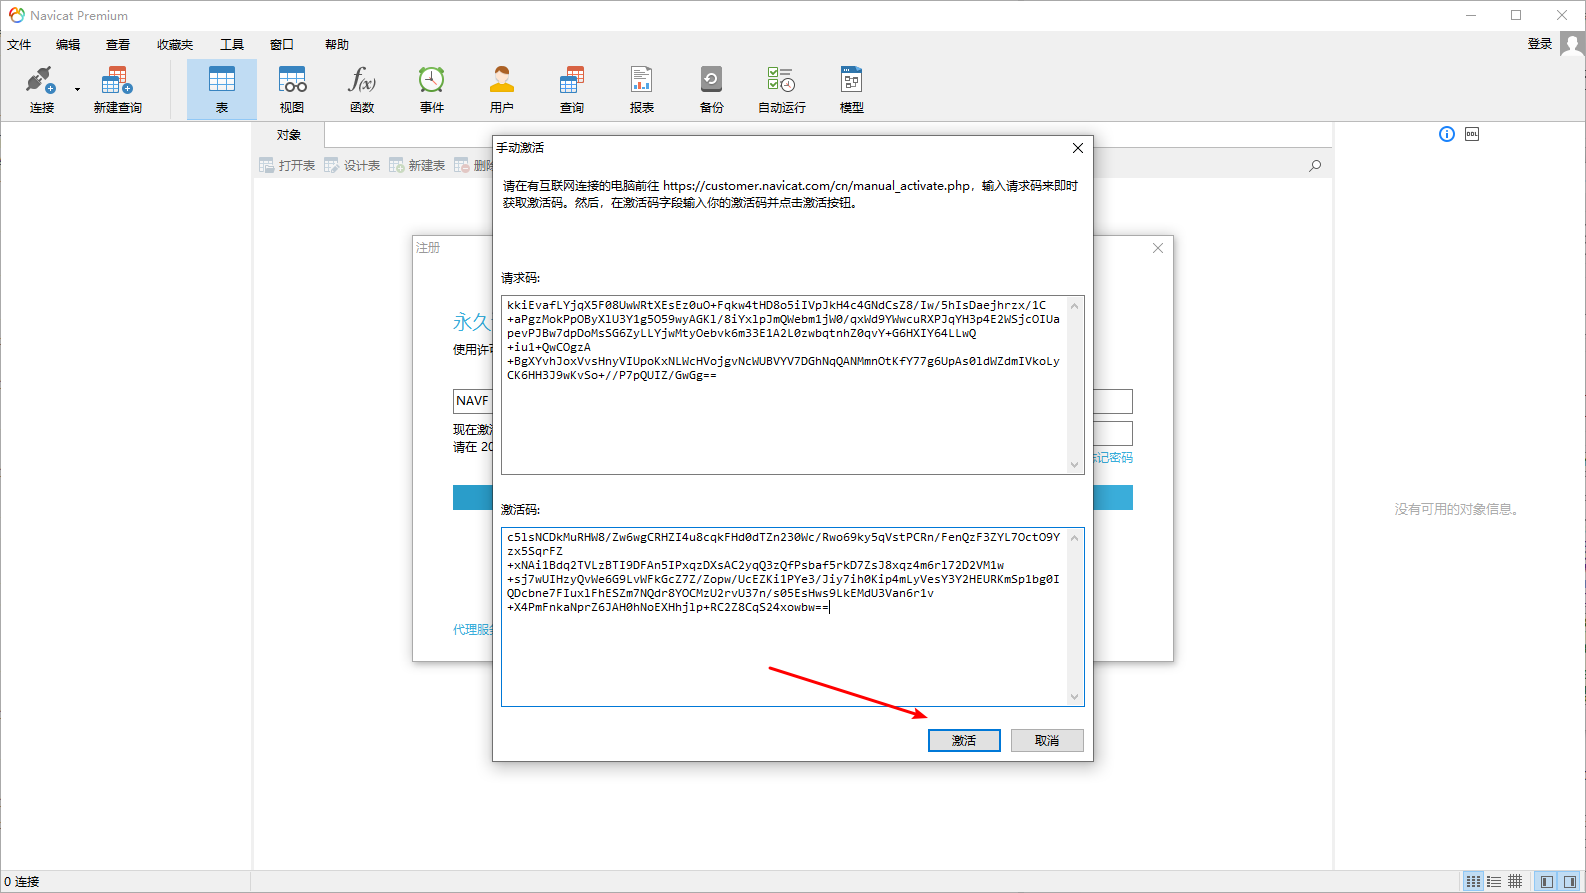 Navicat Premium
文件 编辑 查看 收藏夹 工具 窗口 帮助
登录
连接 新建查询 表 视图 函数 事件 用户 查询 报表 备份 自动运行 模型
对象
打开表 设计表 新建表 删除
手动激活
请在有互联网连接的电脑前往 https://customer.navicat.com/cn/manual_activate.php，输入请求码来即时
获取激活码。然后，在激活码字段输入你的激活码并点击激活按钮。
注册
请求码:
kkiEvafLYjqX5F08UwWRtXEsEz0uO+Fqkw4tHD8o5iIVpJkH4c4GNdCsZ8/Iw/5hIsDaejhrzx/1C
+aPgzMokPpOByXlU3Y1g5O59wyAGKl/8iYxlpJmQWebm1jW0/qxWd9YWwcuRXPJqYH3p4E2WSjcOIUa
pevPJBw7dpDoMsSG6ZyLLYjwMtyOebvk6m33E1A2L0zwbqtnhZ0qvY+G6HXIY64LLwQ
+iu1+QwCOgzA
+BgXYvhJoxVvsHnyVIUpoKxNLWcHVojgvNcWUBVYV7DGhNqQANMmnOtKfY77g6UpAs0ldWZdmIVkoLy
CK6HH3J9wKvSo+//P7pQUIZ/GwGg==
永久
使用许可
NAVF
现在激活
请在 20
忘记密码
激活码:
c5lsNCDkMuRHW8/Zw6wgCRHZI4u8cqkFHd0dTZn230Wc/Rwo69ky5qVstPCRn/FenQzF3ZYL7OctO9Y
zx5SqrFZ
+xNAi1Bdq2TVLzBTI9DFAn5IPxqzDXsAC2yqQ3zQfPsbaf5rkD7ZsJ8xqz4m6rl72D2VM1w
+sj7wUIHzyQvWe6G9LvWFkGcZ7Z/Zopw/UcEZKi1PYe3/Jiy7ih0Kip4mLyVesY3Y2HEURKmSp1bg0I
QDcbne7FIuxlFhESZm7NQdr8YOCMzU2rvU37n/s05EsHws9LkEMdU3Van6r1v
+X4PmFnkaNprZ6JAH0hNoEXHhj1p+RC2Z8CqS24xowbw==
代理服务
激活 取消
没有可用的对象信息。
0 连接